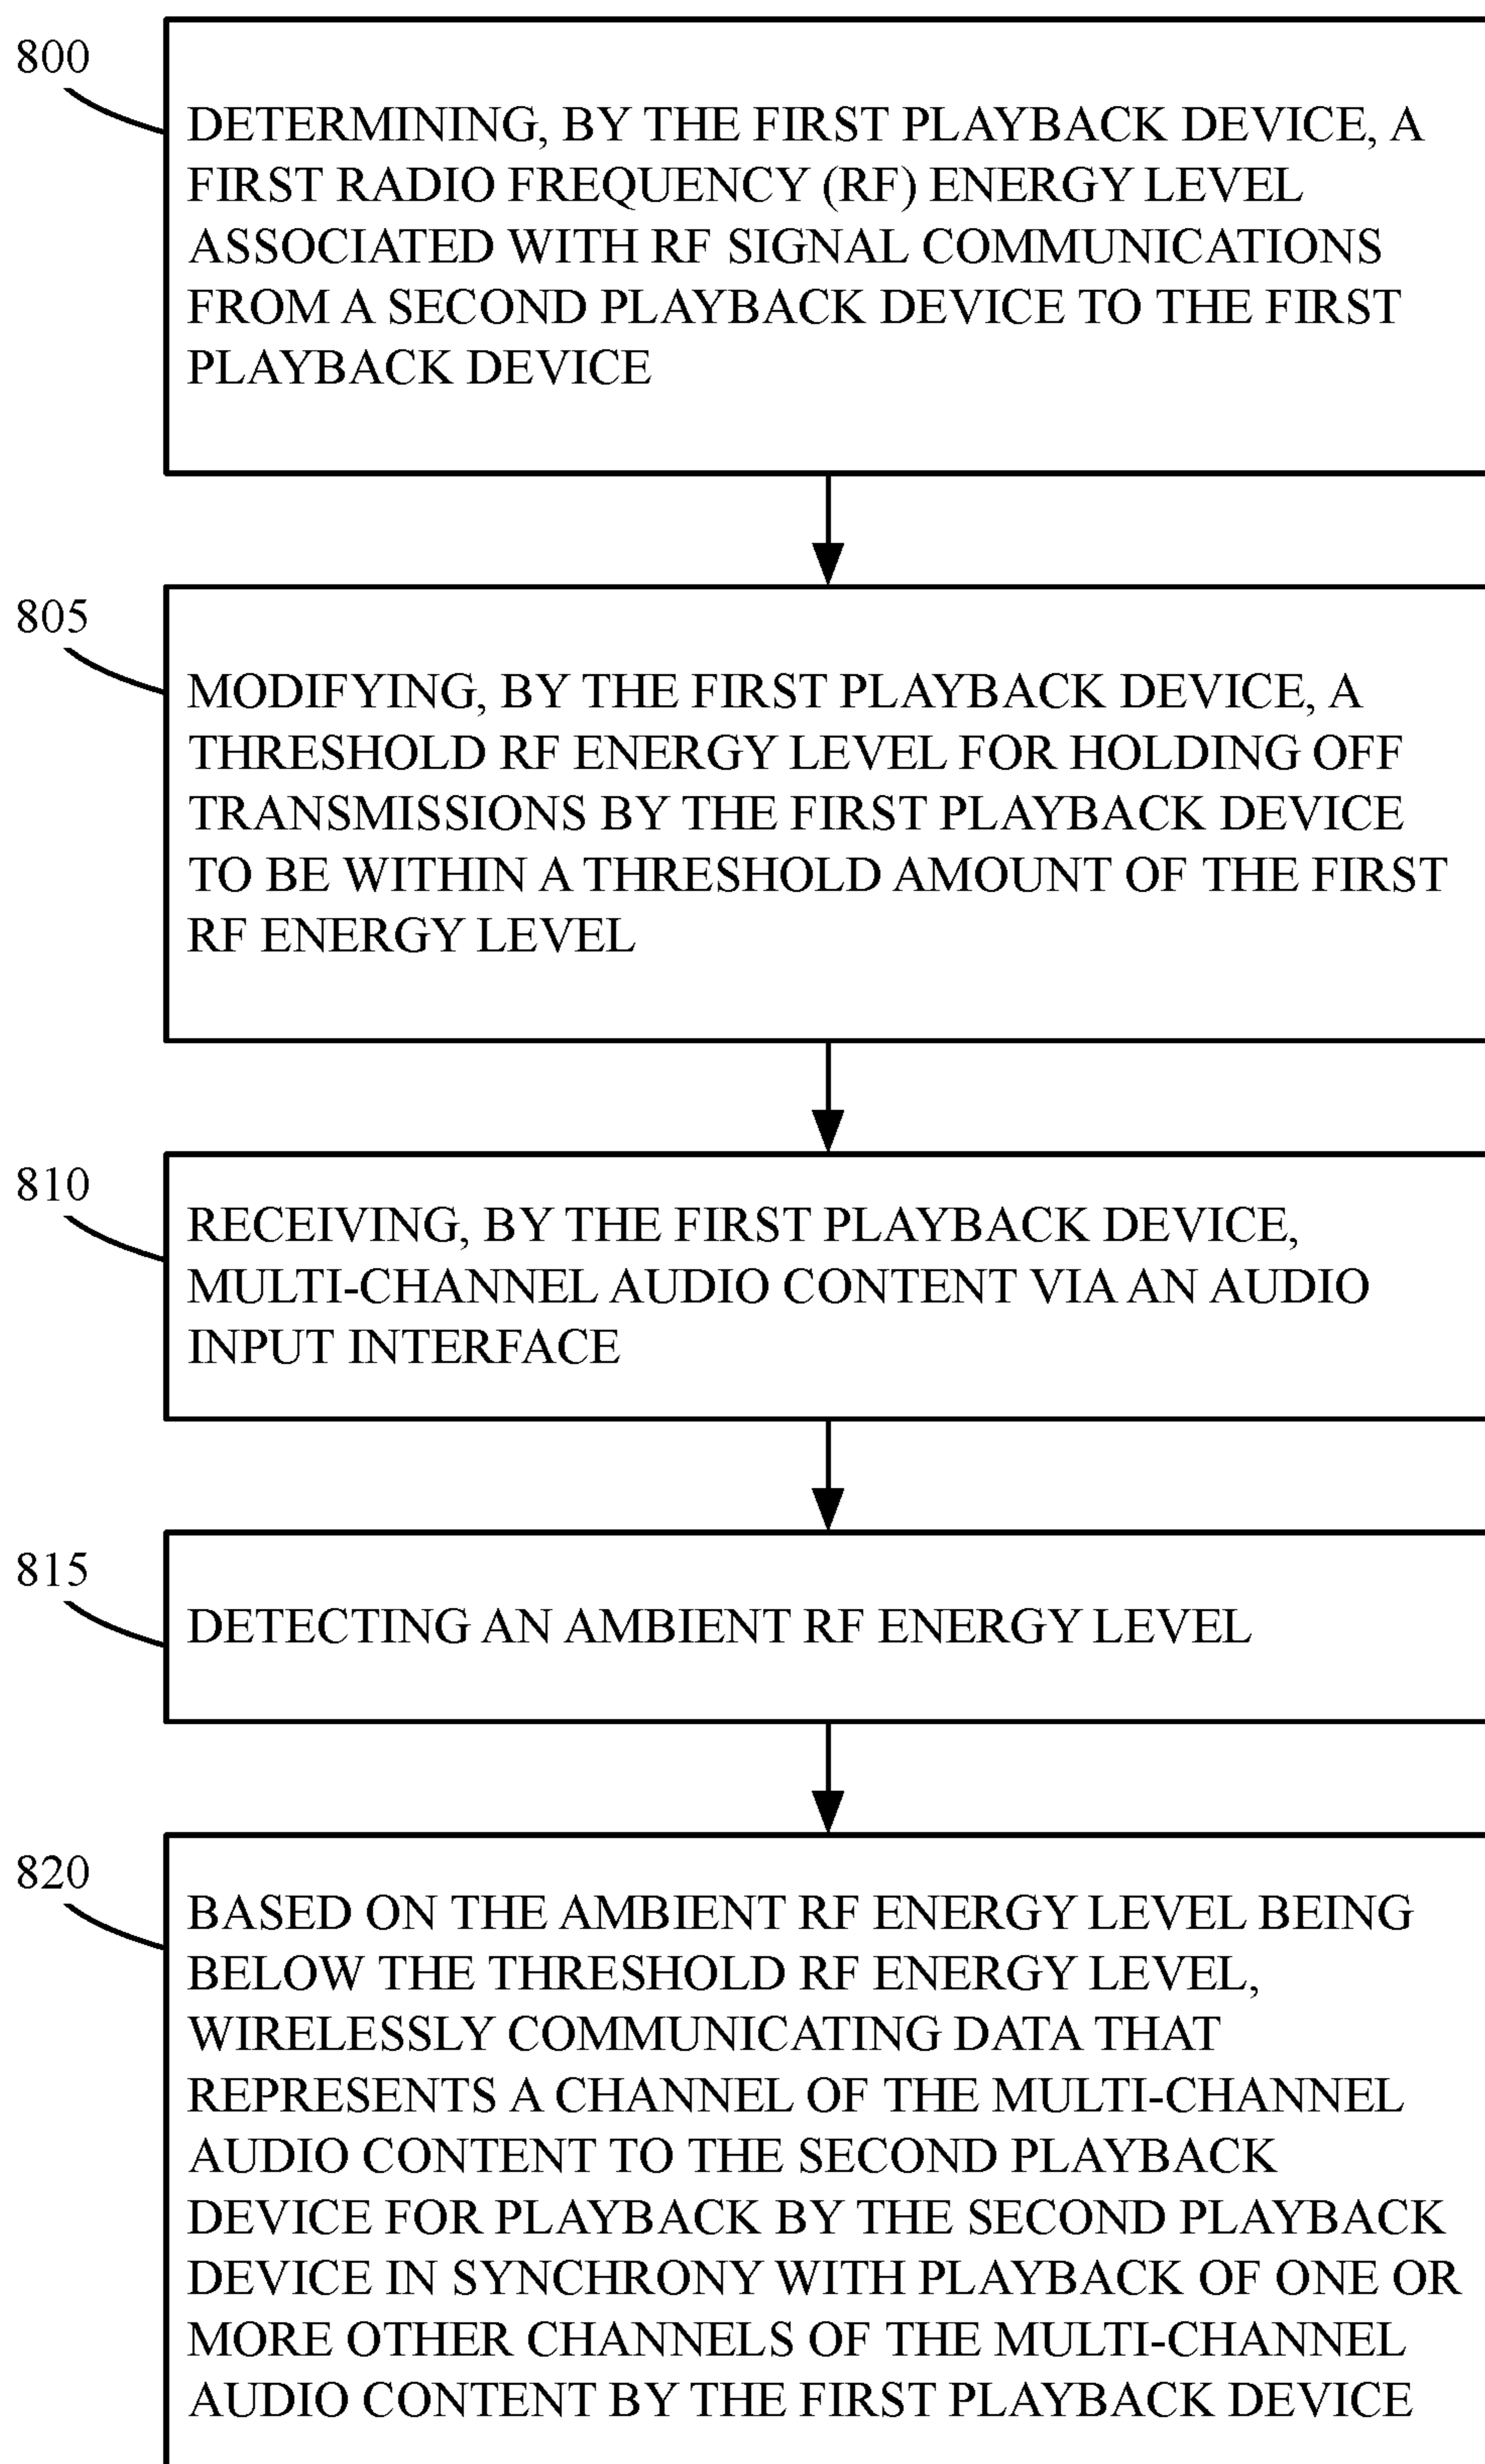 800
DETERMINING, BY THE FIRST PLAYBACK DEVICE, A
FIRST RADIO FREQUENCY (RF) ENERGY LEVEL
ASSOCIATED WITH RF SIGNAL COMMUNICATIONS
FROM A SECOND PLAYBACK DEVICE TO THE FIRST
PLAYBACK DEVICE
805
MODIFYING, BY THE FIRST PLAYBACK DEVICE, A
THRESHOLD RF ENERGY LEVEL FOR HOLDING OFF
TRANSMISSIONS BY THE FIRST PLAYBACK DEVICE
TO BE WITHIN A THRESHOLD AMOUNT OF THE FIRST
RF ENERGY LEVEL
810
RECEIVING, BY THE FIRST PLAYBACK DEVICE,
MULTI-CHANNEL AUDIO CONTENT VIA AN AUDIO
INPUT INTERFACE
815
DETECTING AN AMBIENT RF ENERGY LEVEL
820
BASED ON THE AMBIENT RF ENERGY LEVEL BEING
BELOW THE THRESHOLD RF ENERGY LEVEL,
WIRELESSLY COMMUNICATING DATA THAT
REPRESENTS A CHANNEL OF THE MULTI-CHANNEL
AUDIO CONTENT TO THE SECOND PLAYBACK
DEVICE FOR PLAYBACK BY THE SECOND PLAYBACK
DEVICE IN SYNCHRONY WITH PLAYBACK OF ONE OR
MORE OTHER CHANNELS OF THE MULTI-CHANNEL
AUDIO CONTENT BY THE FIRST PLAYBACK DEVICE